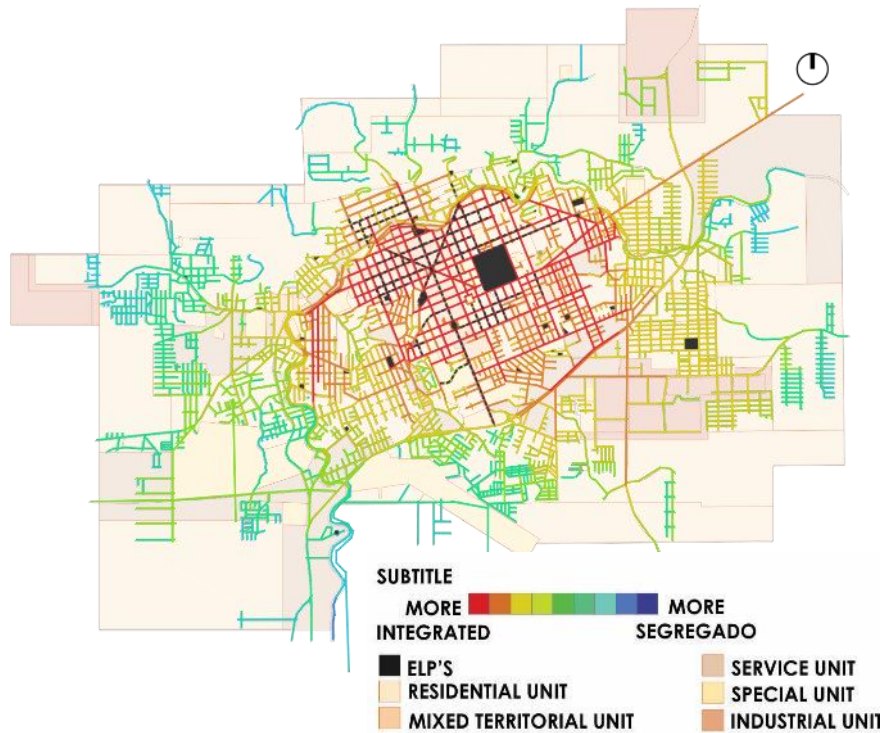 SUBTITLE
MORE INTEGRATED
MORE SEGREGADO
ELP'S
RESIDENTIAL UNIT
MIXED TERRITORIAL UNIT
SERVICE UNIT
SPECIAL UNIT
INDUSTRIAL UNIT